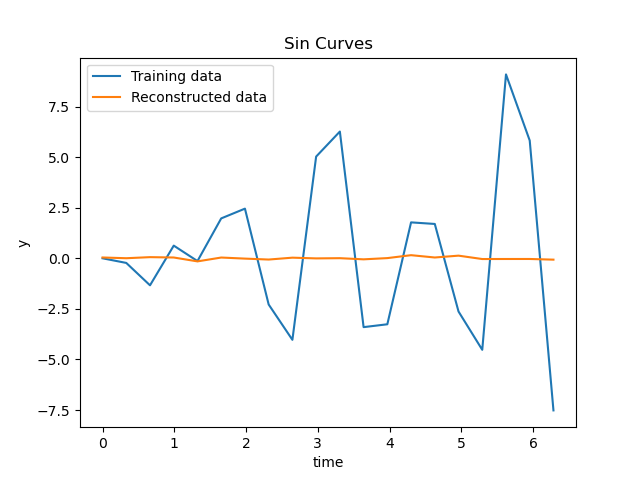 Sin Curves
Training data
Reconstructed data
7.5
5.0
2.5
0.0
−2.5
−5.0
−7.5
y
0 1 2 3 4 5 6
time